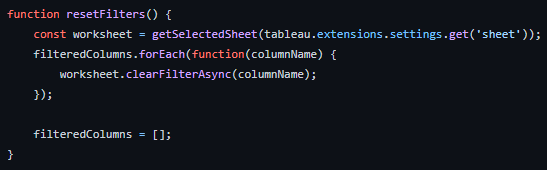 function resetFilters() {
    const worksheet = getSelectedSheet(tableau.extensions.settings.get('sheet'));
    filteredColumns.forEach(function(columnName) {
        worksheet.clearFilterAsync(columnName);
    });

    filteredColumns = [];
}